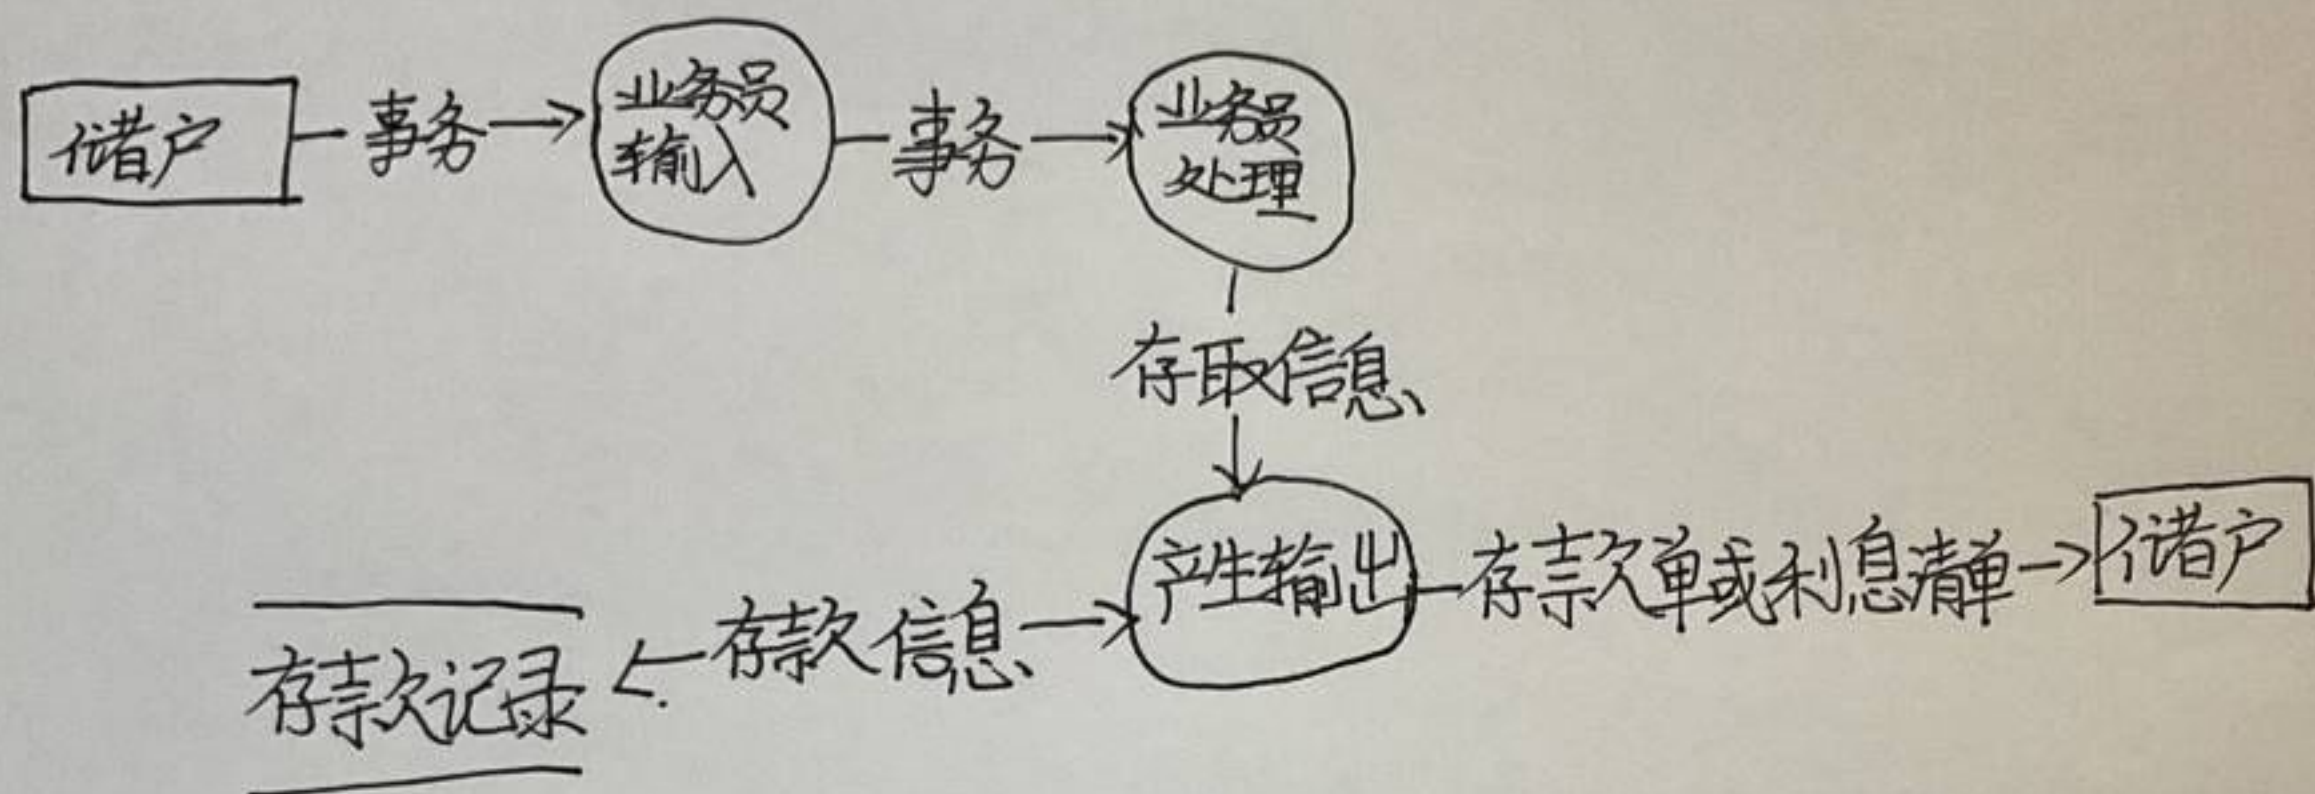 储户
事务
业务员
输入
事务
业务员
处理
存取信息
产生输出
存款单或利息清单
储户
存款信息
存款记录